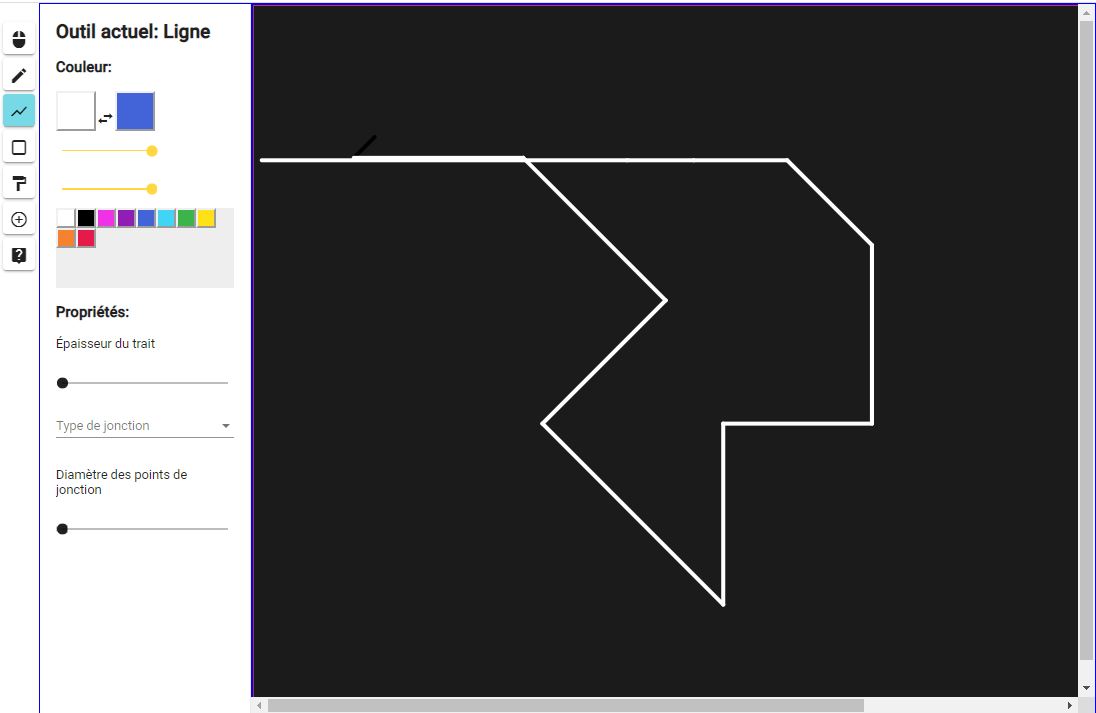 Outil actuel: Ligne
Couleur:
Propriétés:
Épaisseur du trait
Type de jonction
Diamètre des points de
jonction